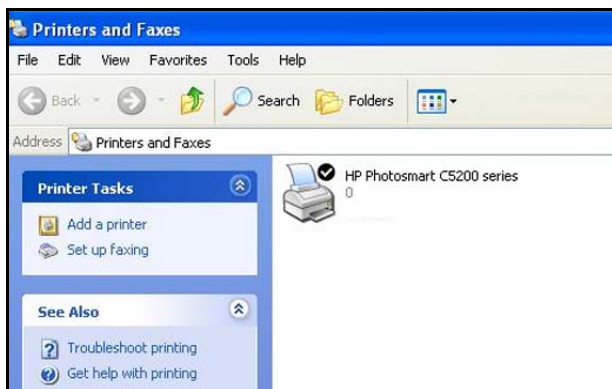 Printers and Faxes
File Edit View Favorites Tools Help
Back Search Folders
Address Printers and Faxes
Printer Tasks
Add a printer
Set up faxing
See Also
Troubleshoot printing
Get help with printing
HP Photosmart C5200 series
0